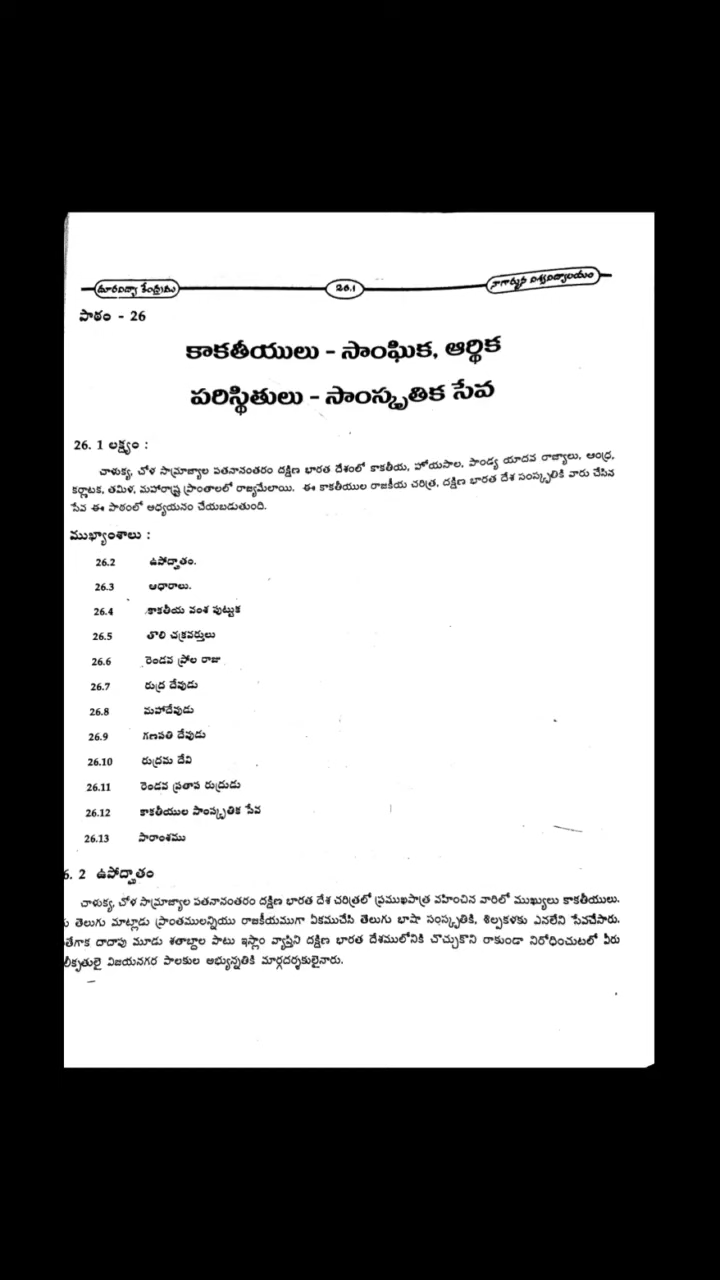 దూరవిద్యా కేంద్రము
26.1
నాగార్జున విశ్వవిద్యాలయం
పాఠం - 26
కాకతీయులు - సాంఘిక, ఆర్థిక
పరిస్థితులు - సాంస్కృతిక సేవ
26. 1 లక్ష్యం :
చాళుక్య, చోళ సామ్రాజ్యాల పతనానంతరం దక్షిణ భారత దేశంలో కాకతీయ, హోయసాల, పాండ్య యాదవ రాజ్యాలు, ఆంధ్ర,
కర్ణాటక, తమిళ, మహారాష్ట్ర ప్రాంతాలలో రాజ్యమేలాయి. ఈ కాకతీయుల రాజకీయ చరిత్ర, దక్షిణ భారత దేశ సంస్కృతికి వారు చేసిన
సేవ ఈ పాఠంలో అధ్యయనం చేయబడుతుంది.
ముఖ్యాంశాలు :
26.2 ఉపోద్ఘాతం.
26.3 ఆధారాలు.
26.4 కాకతీయ వంశ పుట్టుక
26.5 తొలి చక్రవర్తులు
26.6 రెండవ ప్రోల రాజు
26.7 రుద్ర దేవుడు
26.8 మహాదేవుడు
26.9 గణపతి దేవుడు
26.10 రుద్రమ దేవి
26.11 రెండవ ప్రతాప రుద్రుడు
26.12 కాకతీయుల సాంస్కృతిక సేవ
26.13 సారాంశము
6. 2 ఉపోద్ఘాతం
చాళుక్య, చోళ సామ్రాజ్యాల పతనానంతరం దక్షిణ భారత దేశ చరిత్రలో ప్రముఖపాత్ర వహించిన వారిలో ముఖ్యులు కాకతీయులు.
తెలుగు మాట్లాడు ప్రాంతములన్నియు రాజకీయముగా ఏకముచేసి తెలుగు భాషా సంస్కృతికి, శిల్పకళకు ఎనలేని సేవచేసారు.
తేగాక దాదాపు మూడు శతాబ్దాల పాటు ఇస్లాం వ్యాప్తిని దక్షిణ భారత దేశములోనికి చొచ్చుకొని రాకుండా నిరోధించుటలో వీరు
లీకృతులై విజయనగర పాలకుల అభ్యున్నతికి మార్గదర్శకులైనారు.